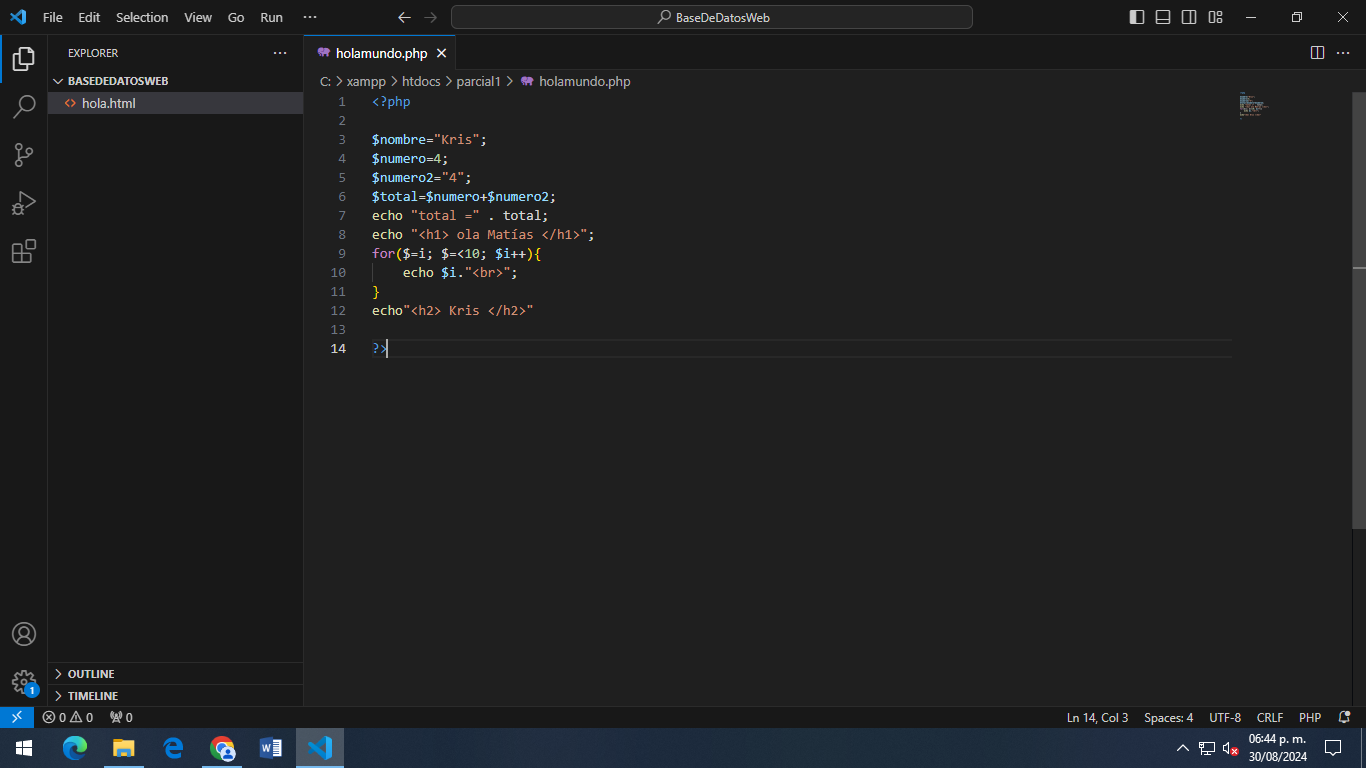 File Edit Selection View Go Run ··· BaseDeDatosWeb
EXPLORER ···
holamundo.php
BASEDEDATOSWEB
hola.html
C: > xampp > htdocs > parcial1 > holamundo.php
1 <?php
2
3 $nombre="Kris";
4 $numero=4;
5 $numero2="4";
6 $total=$numero+$numero2;
7 echo "total =" . total;
8 echo "<h1> ola Matías </h1>";
9 for($=i; $=<10; $i++){
10 echo $i."<br>";
11 }
12 echo"<h2> Kris </h2>"
13
14 ?>
OUTLINE
TIMELINE
1
0 0 0 Ln 14, Col 3 Spaces: 4 UTF-8 CRLF PHP
06:44 p. m.
30/08/2024